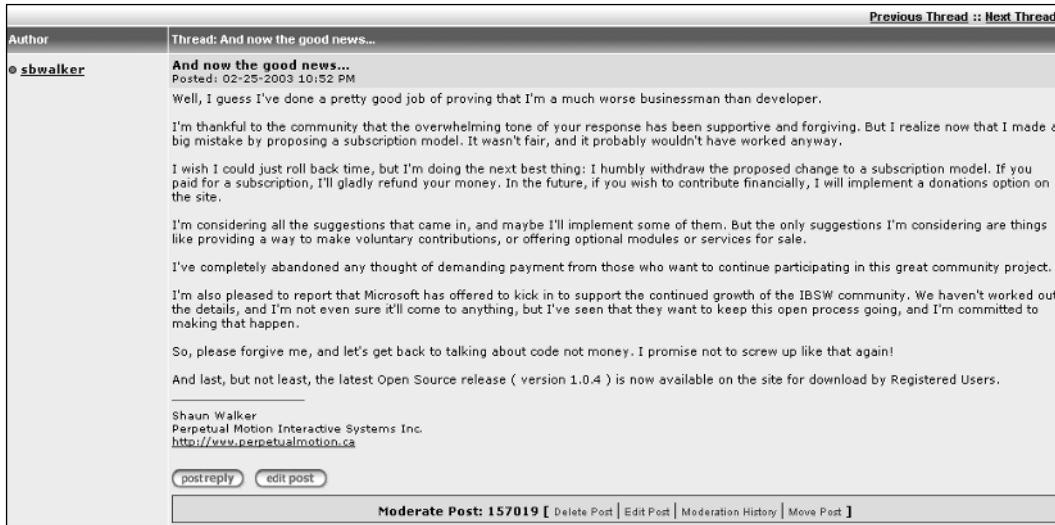 Previous Thread :: Next Thread
Author
Thread: And now the good news...
sbwalker
And now the good news...
Posted: 02-25-2003 10:52 PM
Well, I guess I've done a pretty good job of proving that I'm a much worse businessman than developer.
I'm thankful to the community that the overwhelming tone of your response has been supportive and forgiving. But I realize now that I made a
big mistake by proposing a subscription model. It wasn't fair, and it probably wouldn't have worked anyway.
I wish I could just roll back time, but I'm doing the next best thing: I humbly withdraw the proposed change to a subscription model. If you
paid for a subscription, I'll gladly refund your money. In the future, if you wish to contribute financially, I will implement a donations option on
the site.
I'm considering all the suggestions that came in, and maybe I'll implement some of them. But the only suggestions I'm considering are things
like providing a way to make voluntary contributions, or offering optional modules or services for sale.
I've completely abandoned any thought of demanding payment from those who want to continue participating in this great community project.
I'm also pleased to report that Microsoft has offered to kick in to support the continued growth of the IBSW community. We haven't worked out
the details, and I'm not even sure it'll come to anything, but I've seen that they want to keep this open process going, and I'm committed to
making that happen.
So, please forgive me, and let's get back to talking about code not money. I promise not to screw up like that again!
And last, but not least, the latest Open Source release ( version 1.0.4 ) is now available on the site for download by Registered Users.
Shaun Walker
Perpetual Motion Interactive Systems Inc.
http://www.perpetualmotion.ca
post reply
edit post
Moderate Post: 157019 [ Delete Post | Edit Post | Moderation History | Move Post ]